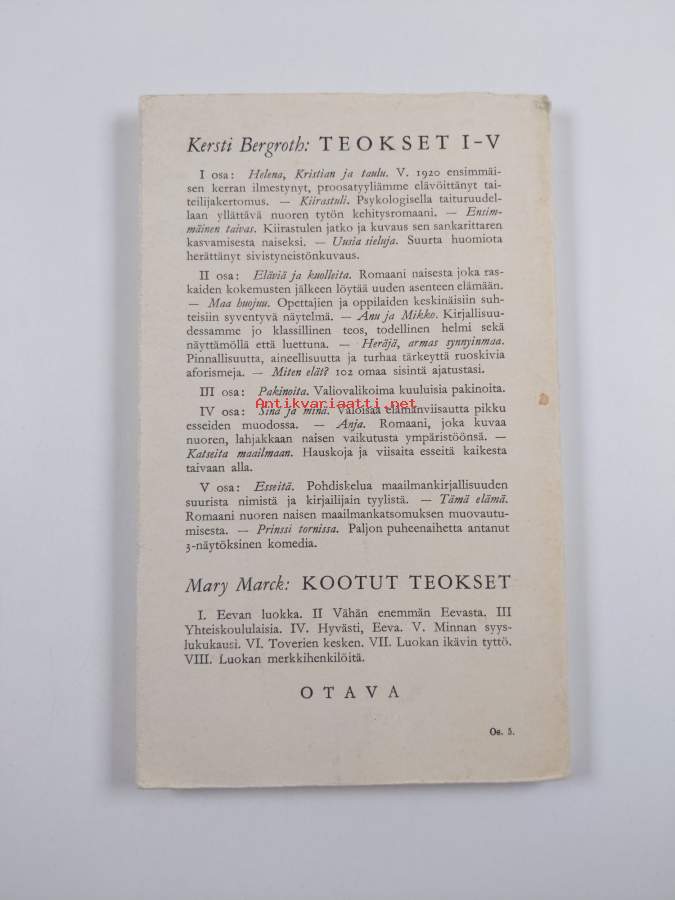 Kersti Bergroth: TEOKSET I-V
I osa: Helena, Kristian ja taulu. V. 1920 ensimmäi-
sen kerran ilmestynyt, proosatyyliämme elävöittänyt tai-
teilijakertomus. — Kiirastuli. Psykologisella taituruudel-
laan yllättävä nuoren tytön kehitysromaani. — Ensim-
mäinen taivas. Kiirastulen jatko ja kuvaus sen sankarittaren
kasvamisesta naiseksi. — Uusia sieluja. Suurta huomiota
herättänyt sivistyneistönkuvaus.
II osa: Eläviä ja kuolleita. Romaani naisesta joka ras-
kaiden kokemusten jälkeen löytää uuden asenteen elämään.
— Maa huojuu. Opettajien ja oppilaiden keskinäisiin suh-
teisiin syventyvä näytelmä. — Anu ja Mikko. Kirjallisuu-
dessamme jo klassillinen teos, todellinen helmi sekä
näyttämöllä että luettuna. — Heräjä, armas synnyinmaa.
Pinnallisuutta, aineellisuutta ja turhaa tärkeyttä ruoskivia
aforismeja. — Miten elät? 102 omaa sisintä ajatustasi.
III osa: Pakinoita. Valiovalikoima kuuluisia pakinoita.
Antikvariaatti.net
IV osa: Sinä ja minä. Valoisaa elämänviisautta pikku
esseiden muodossa. — Anja. Romaani, joka kuvaa
nuoren, lahjakkaan naisen vaikutusta ympäristöönsä. —
Katseita maailmaan. Hauskoja ja viisaita esseitä kaikesta
taivaan alla.
V osa: Esseitä. Pohdiskelua maailmankirjallisuuden
suurista nimistä ja kirjailijain tyylistä. — Tämä elämä.
Romaani nuoren naisen maailmankatsomuksen muovautu-
misesta. — Prinssi tornissa. Paljon puheenaihetta antanut
3-näytöksinen komedia.
Mary Marck: KOOTUT TEOKSET
I. Eevan luokka. II Vähän enemmän Eevasta. III
Yhteiskoululaisia. IV. Hyvästi, Eeva. V. Minnan syys-
lukukausi. VI. Toverien kesken. VII. Luokan ikävin tyttö.
VIII. Luokan merkkihenkilöitä.
OTAVA
Os. 5.